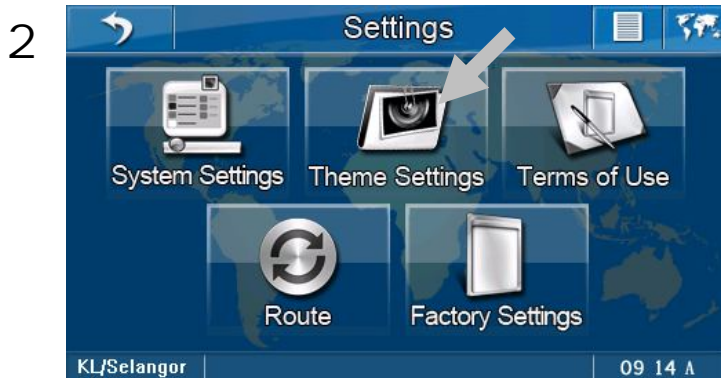 2
Settings
System Settings Theme Settings Terms of Use
Route Factory Settings
KL/Selangor 09 14 A